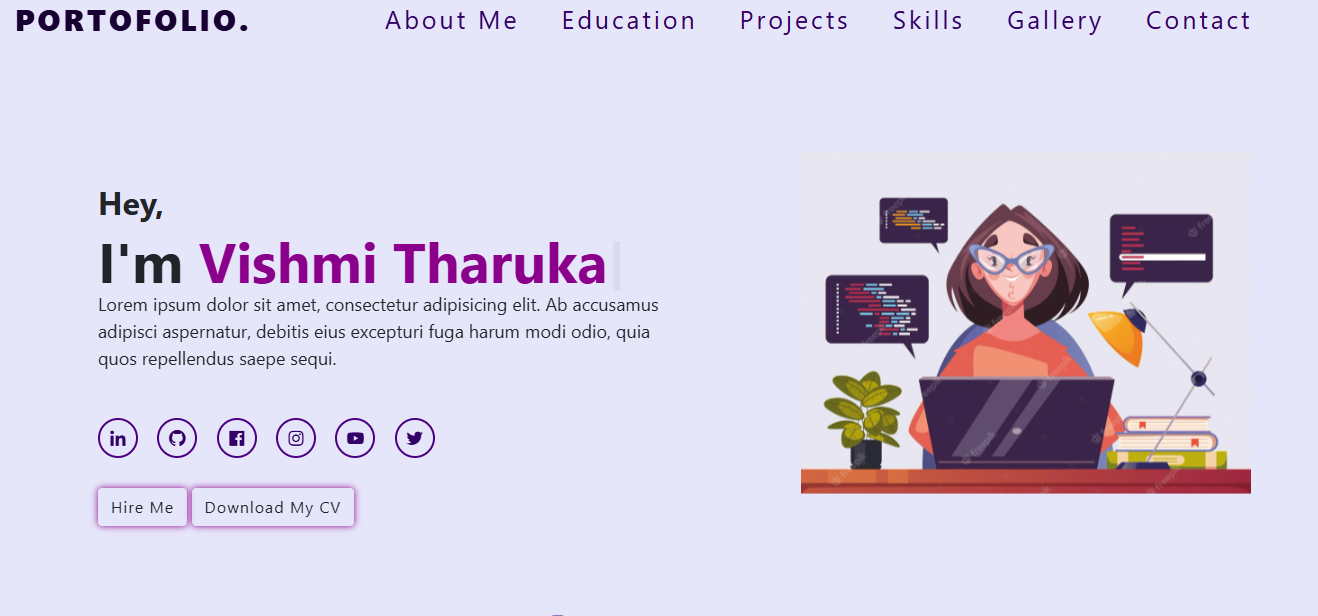 PORTOFOLIO.
About Me Education Projects Skills Gallery Contact
Hey,
I'm Vishmi Tharuka
Lorem ipsum dolor sit amet, consectetur adipisicing elit. Ab accusamus
adipisci aspernatur, debitis eius excepturi fuga harum modi odio, quia
quos repellendus saepe sequi.
in
Hire Me Download My CV